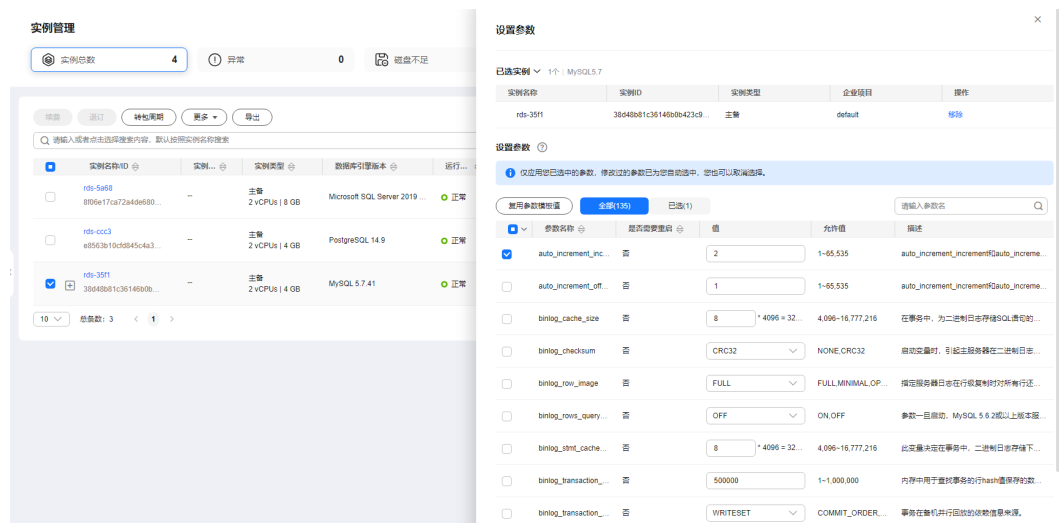 实例管理
实例总数 4
异常 0
磁盘不足
续费 退订 转包周期 更多 导出
请输入或者点击选择搜索内容，默认按照实例名称搜索
实例名称/ID 实例... 实例类型 数据库引擎版本 运行...
rds-5a68
8f06e17ca72a4de680...
--
主备
2 vCPUs | 8 GB
Microsoft SQL Server 2019 ...
正常
rds-ccc3
e8563b10cfd845c4a3...
--
主备
2 vCPUs | 4 GB
PostgreSQL 14.9
正常
rds-35f1
38d48b81c36146b0b...
--
主备
2 vCPUs | 4 GB
MySQL 5.7.41
正常
10 总条数：3 < 1 >
设置参数
已选实例 1个 | MySQL5.7
实例名称 实例ID 实例类型 企业项目 操作
rds-35f1 38d48b81c36146b0b423c9... 主备 default 移除
设置参数
仅应用您已选中的参数，修改过的参数已为您自动选中，您也可以取消选择。
复用参数模板值 全部(135) 已选(1) 请输入参数名
参数名称 是否需要重启 值 允许值 描述
auto_increment_inc... 否 2 1~65,535 auto_increment_increment和auto_increme...
auto_increment_off... 否 1 1~65,535 auto_increment_increment和auto_increme...
binlog_cache_size 否 8 * 4096 = 32... 4,096~16,777,216 在事务中，为二进制日志存储SQL语句的...
binlog_checksum 否 CRC32 NONE,CRC32 启动变量时，引起主服务器在二进制日志...
binlog_row_image 否 FULL FULL,MINIMAL,OP... 指定服务器日志在行级复制时对所有行还...
binlog_rows_query... 否 OFF ON,OFF 参数一旦启动，MySQL 5.6.2或以上版本服...
binlog_stmt_cache... 否 8 * 4096 = 32... 4,096~16,777,216 此变量决定在事务中，二进制日志存储下...
binlog_transaction_... 否 500000 1~1,000,000 内存中用于查找事务的行hash值保存的数...
binlog_transaction_... 否 WRITESET COMMIT_ORDER,... 事务在备机并行回放的依赖信息来源。